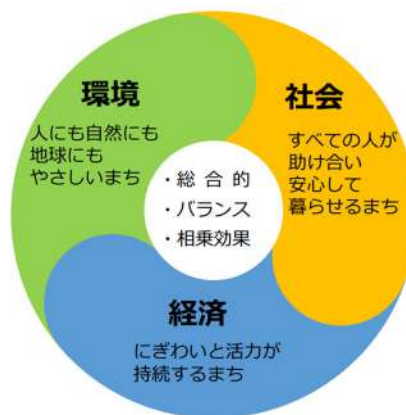 環境
人にも自然にも
地球にも
やさしいまち
社会
すべての人が
助け合い
安心して
暮らせるまち
・総合的
・バランス
・相乗効果
経済
にぎわいと活力が
持続するまち